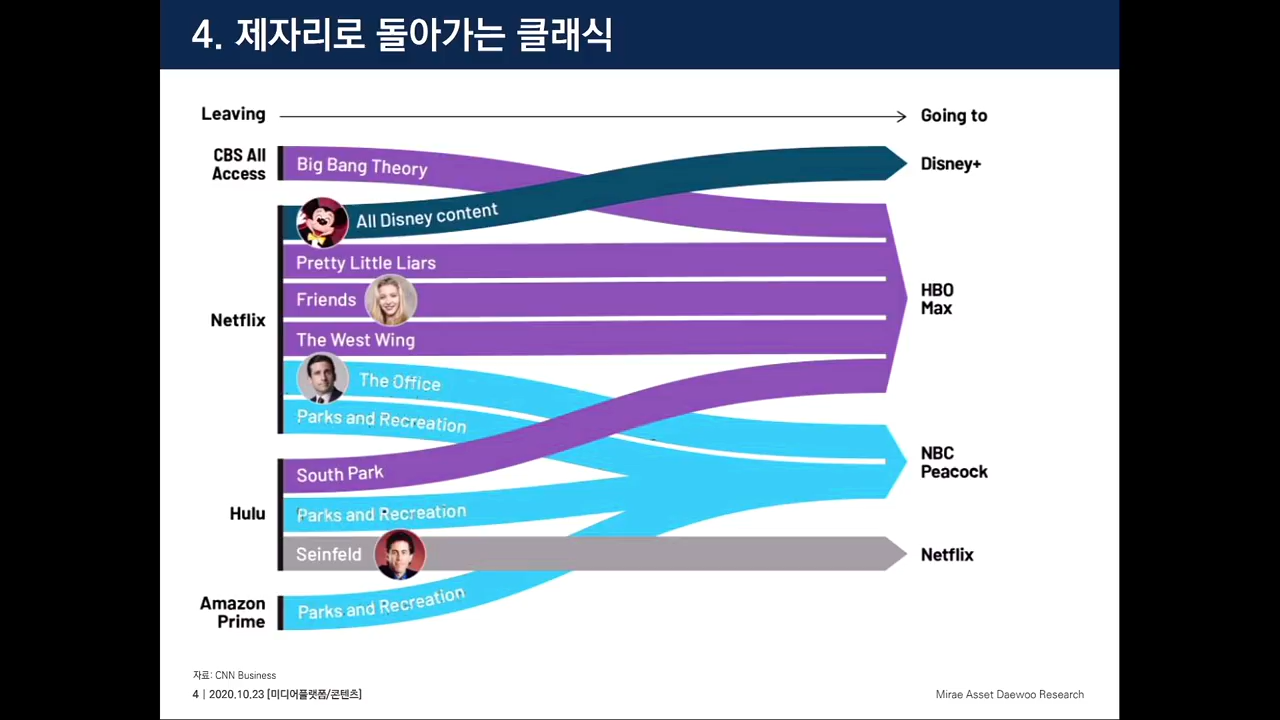 4. 제자리로 돌아가는 클래식
Leaving
Going to
CBS All
Access
Big Bang Theory
Disney+
All Disney content
Pretty Little Liars
Friends
HBO
Max
Netflix
The West Wing
The Office
Parks and Recreation
NBC
Peacock
South Park
Hulu
Parks and Recreation
Seinfeld
Netflix
Amazon
Prime
Parks and Recreation
자료: CNN Business
4 | 2020.10.23 [미디어플랫폼/콘텐츠]
Mirae Asset Daewoo Research